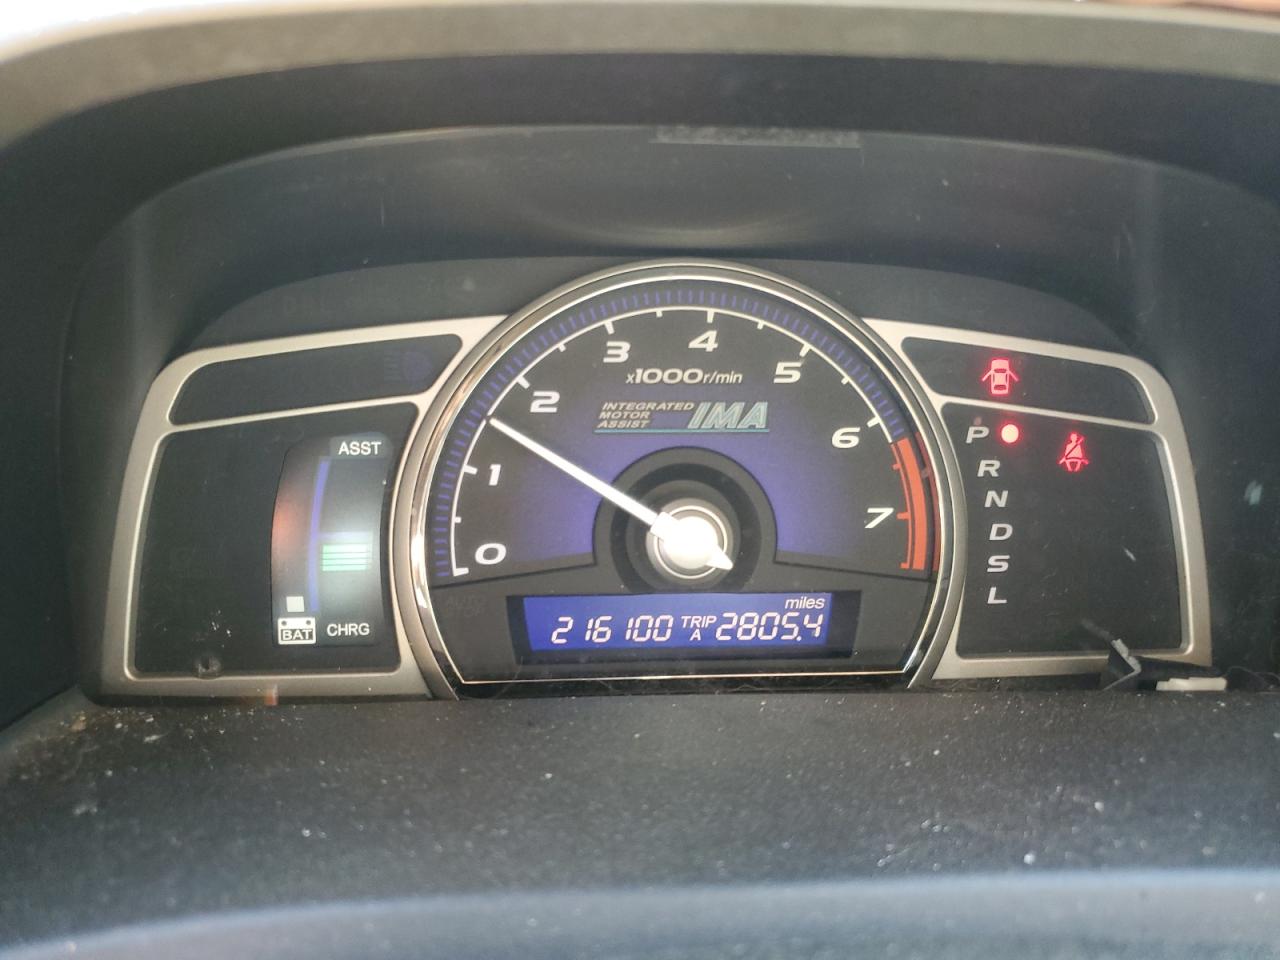 4
3
5
x1000r/min
2
INTEGRATED
MOTOR
ASSIST
IMA
6
1
7
0
ASST
BAT
CHRG
miles
216100 TRIP A 2805.4
P
R
N
D
S
L